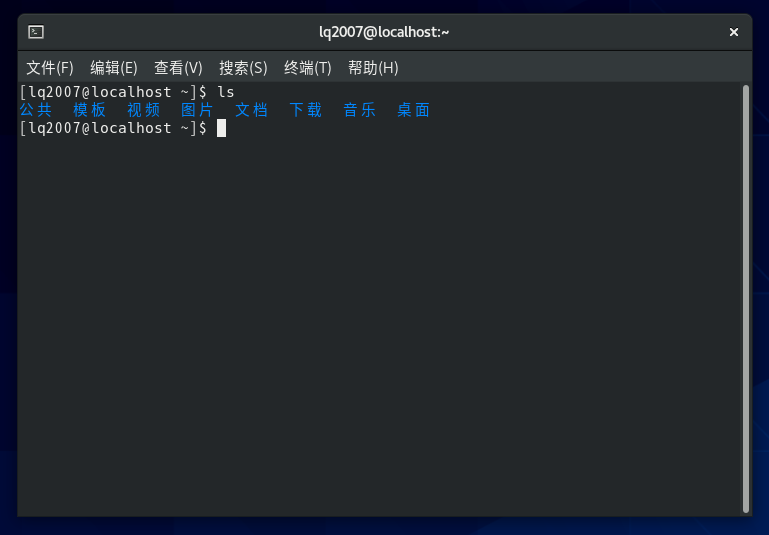 lq2007@localhost:~
文件(F) 编辑(E) 查看(V) 搜索(S) 终端(T) 帮助(H)
[lq2007@localhost ~]$ ls
公共 模板 视频 图片 文档 下载 音乐 桌面
[lq2007@localhost ~]$